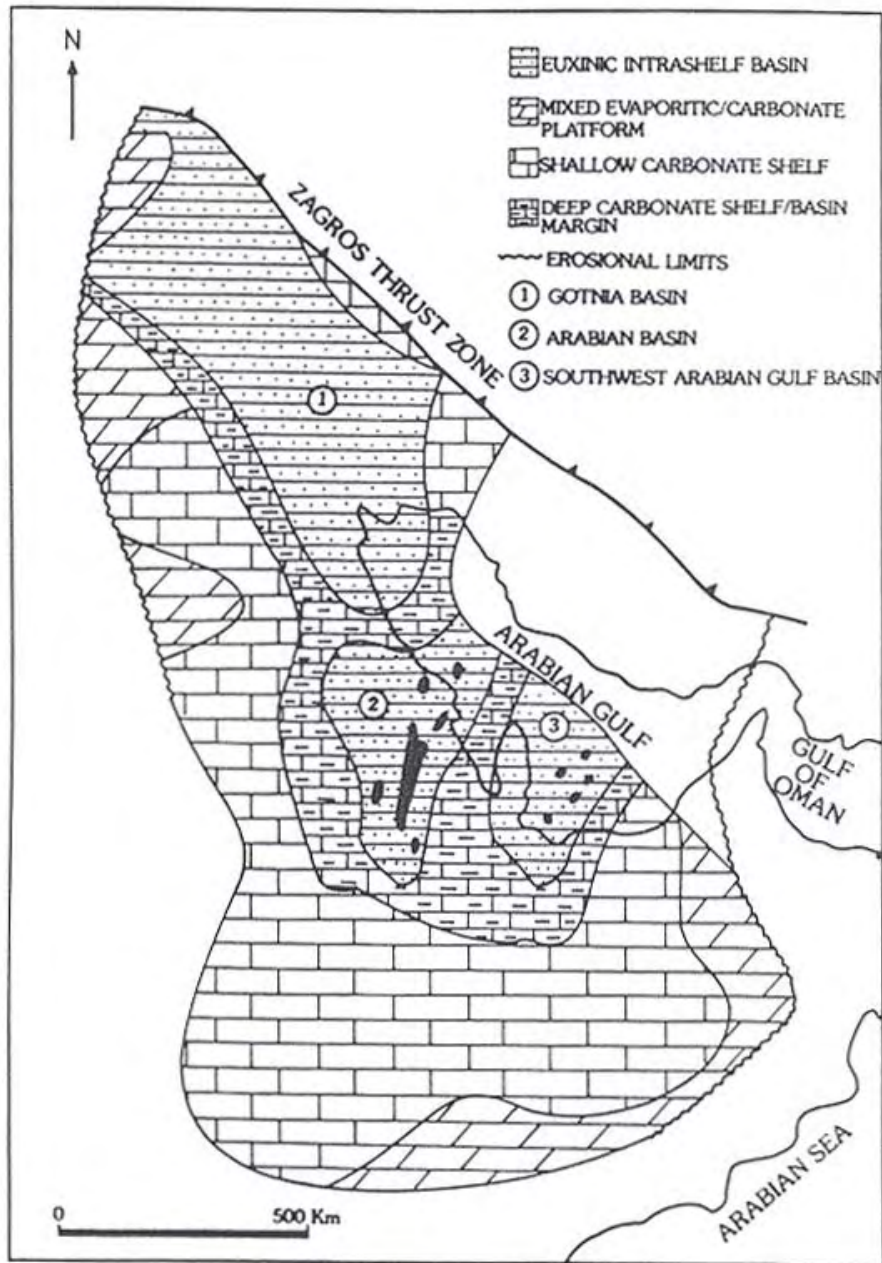 N
EUXINIC INTRASHELF BASIN
MIXED EVAPORITIC/CARBONATE
PLATFORM
SHALLOW CARBONATE SHELF
DEEP CARBONATE SHELF/BASIN
MARGIN
EROSIONAL LIMITS
1 GOTNIA BASIN
2 ARABIAN BASIN
3 SOUTHWEST ARABIAN GULF BASIN
ZAGROS THRUST ZONE
1
ARABIAN GULF
2
3
GULF
OF
OMAN
ARABIAN SEA
0 500 Km